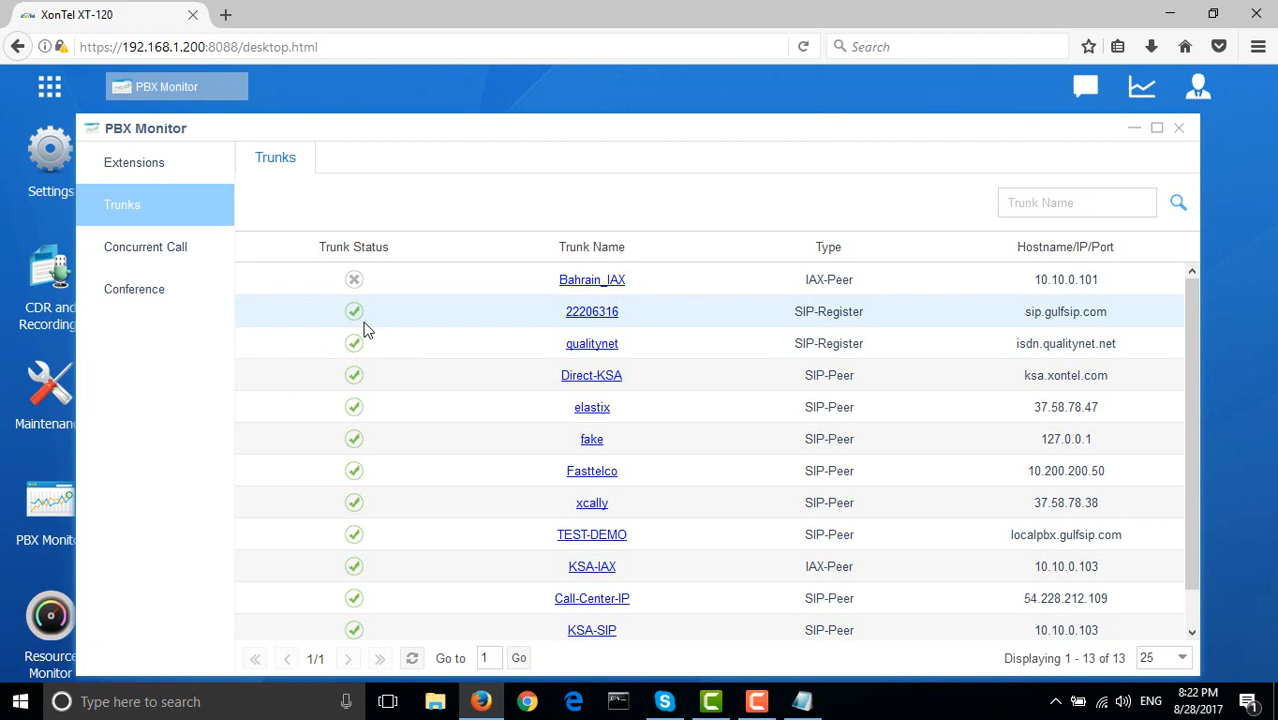 XonTel XT-120
https://192.168.1.200:8088/desktop.html
Search
PBX Monitor
PBX Monitor
Settings
CDR and
Recording
Maintenanc
PBX Monit
Resource
Monitor
Extensions
Trunks
Concurrent Call
Conference
Trunks
Trunk Name
Trunk Status Trunk Name Type Hostname/IP/Port
Bahrain_IAX IAX-Peer 10.10.0.101
22206316 SIP-Register sip.gulfsip.com
qualitynet SIP-Register isdn.qualitynet.net
Direct-KSA SIP-Peer ksa.xontel.com
elastix SIP-Peer 37.58.78.47
fake SIP-Peer 127.0.0.1
Fasttelco SIP-Peer 10.200.200.50
xcally SIP-Peer 37.58.78.38
TEST-DEMO SIP-Peer localpbx.gulfsip.com
KSA-IAX IAX-Peer 10.10.0.103
Call-Center-IP SIP-Peer 54.228.212.109
KSA-SIP SIP-Peer 10.10.0.103
1/1 Go to 1 Go Displaying 1 - 13 of 13 25
Type here to search
ENG
8:22 PM
8/28/2017